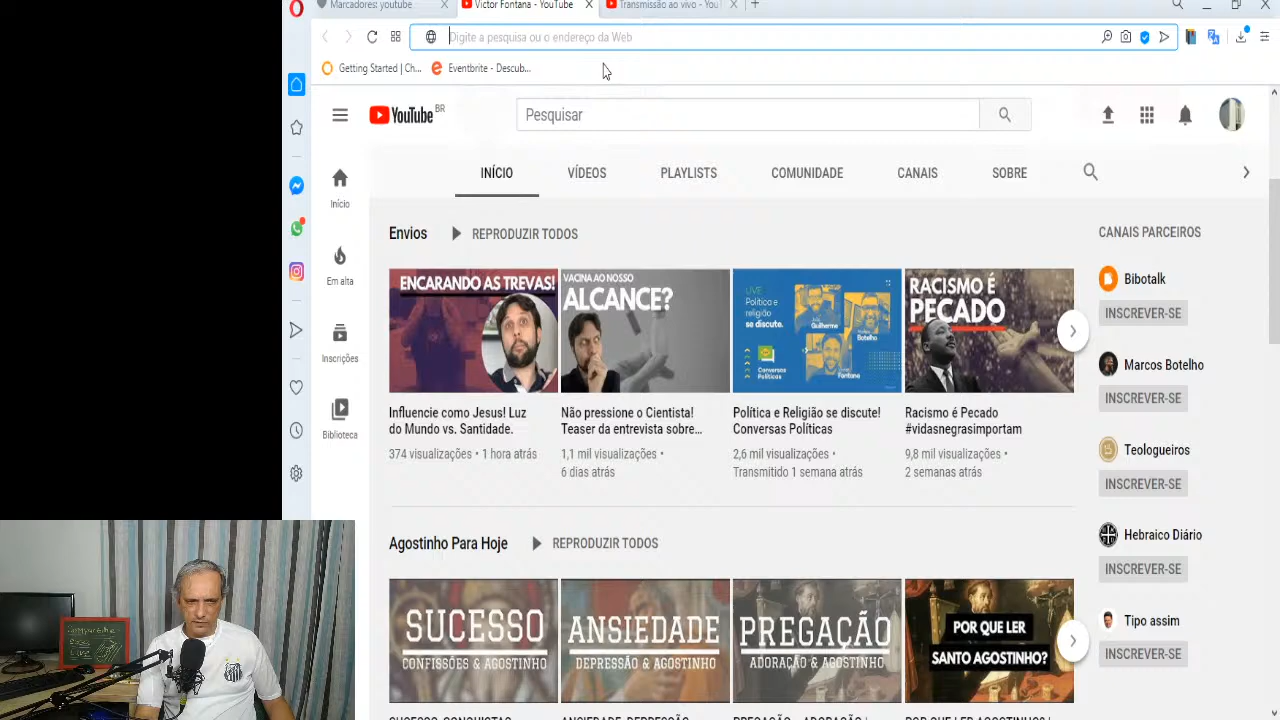 Marcadores: youtube
Victor Fontana - YouTube
Transmissão ao vivo - You
Digite a pesquisa ou o endereço da Web
Getting Started | Ch...
Eventbrite - Descub...
YouTube BR
Pesquisar
INÍCIO
VÍDEOS
PLAYLISTS
COMUNIDADE
CANAIS
SOBRE
Início
Em alta
Inscrições
Biblioteca
Envios
REPRODUZIR TODOS
ENCARANDO AS TREVAS!
VACINA AO NOSSO
ALCANCE?
LIVE
Política e
religião
se discute.
Guilherme
Botelho
Fontana
Conversas
Políticas
RACISMO É
PECADO
Influencie como Jesus! Luz
do Mundo vs. Santidade.
374 visualizações • 1 hora atrás
Não pressione o Cientista!
Teaser da entrevista sobre...
1,1 mil visualizações •
6 dias atrás
Política e Religião se discute!
Conversas Políticas
2,6 mil visualizações •
Transmitido 1 semana atrás
Racismo é Pecado
#vidasnegrasimportam
9,8 mil visualizações •
2 semanas atrás
Agostinho Para Hoje
REPRODUZIR TODOS
SUCESSO
CONFISSÕES & AGOSTINHO
ANSIEDADE
DEPRESSÃO & AGOSTINHO
PREGAÇÃO
ADORAÇÃO & AGOSTINHO
POR QUE LER
SANTO AGOSTINHO?
CANAIS PARCEIROS
Bibotalk
INSCREVER-SE
Marcos Botelho
INSCREVER-SE
Teologueiros
INSCREVER-SE
Hebraico Diário
INSCREVER-SE
Tipo assim
INSCREVER-SE